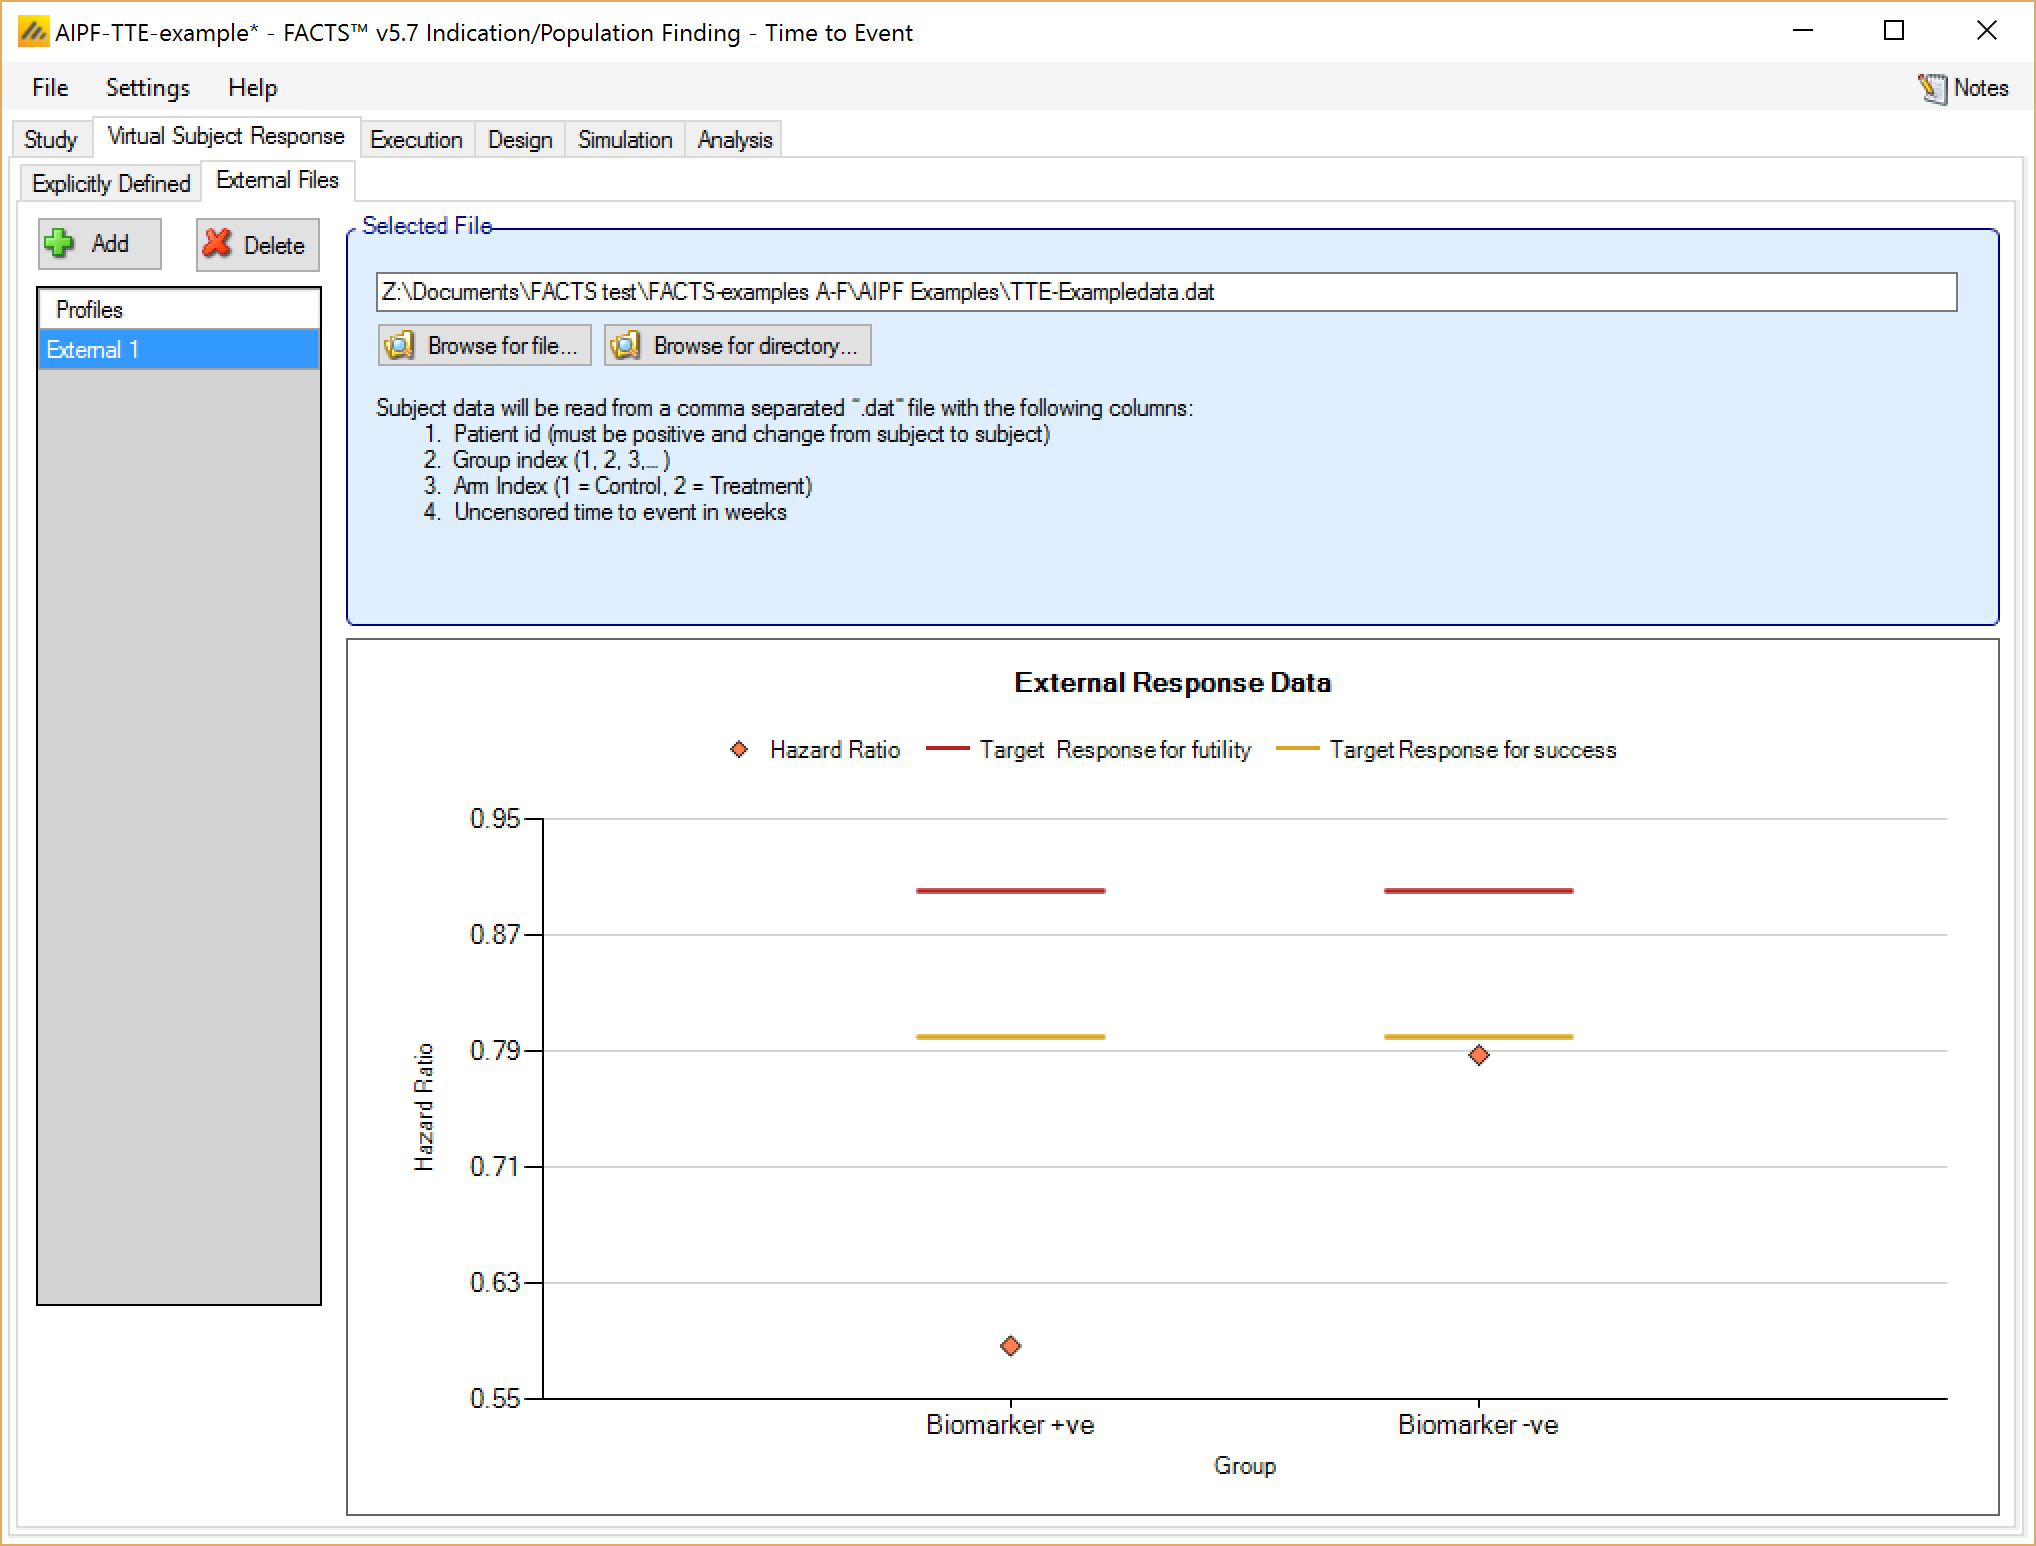 AIPF-TTE-example* - FACTS™ v5.7 Indication/Population Finding - Time to Event
File Settings Help Notes
Study Virtual Subject Response Execution Design Simulation Analysis
Explicitly Defined External Files
Add Delete
Profiles
External 1
Selected File
Z:\Documents\FACTS test\FACTS-examples A-F\AIPF Examples\TTE-Exampledata.dat
Browse for file... Browse for directory...
Subject data will be read from a comma separated ".dat" file with the following columns:
1. Patient id (must be positive and change from subject to subject)
2. Group index (1, 2, 3,... )
3. Arm Index (1 = Control, 2 = Treatment)
4. Uncensored time to event in weeks
External Response Data
Hazard Ratio Target Response for futility Target Response for success
0.95
0.87
0.79
0.71
0.63
0.55
Hazard Ratio
Biomarker +ve Biomarker -ve
Group